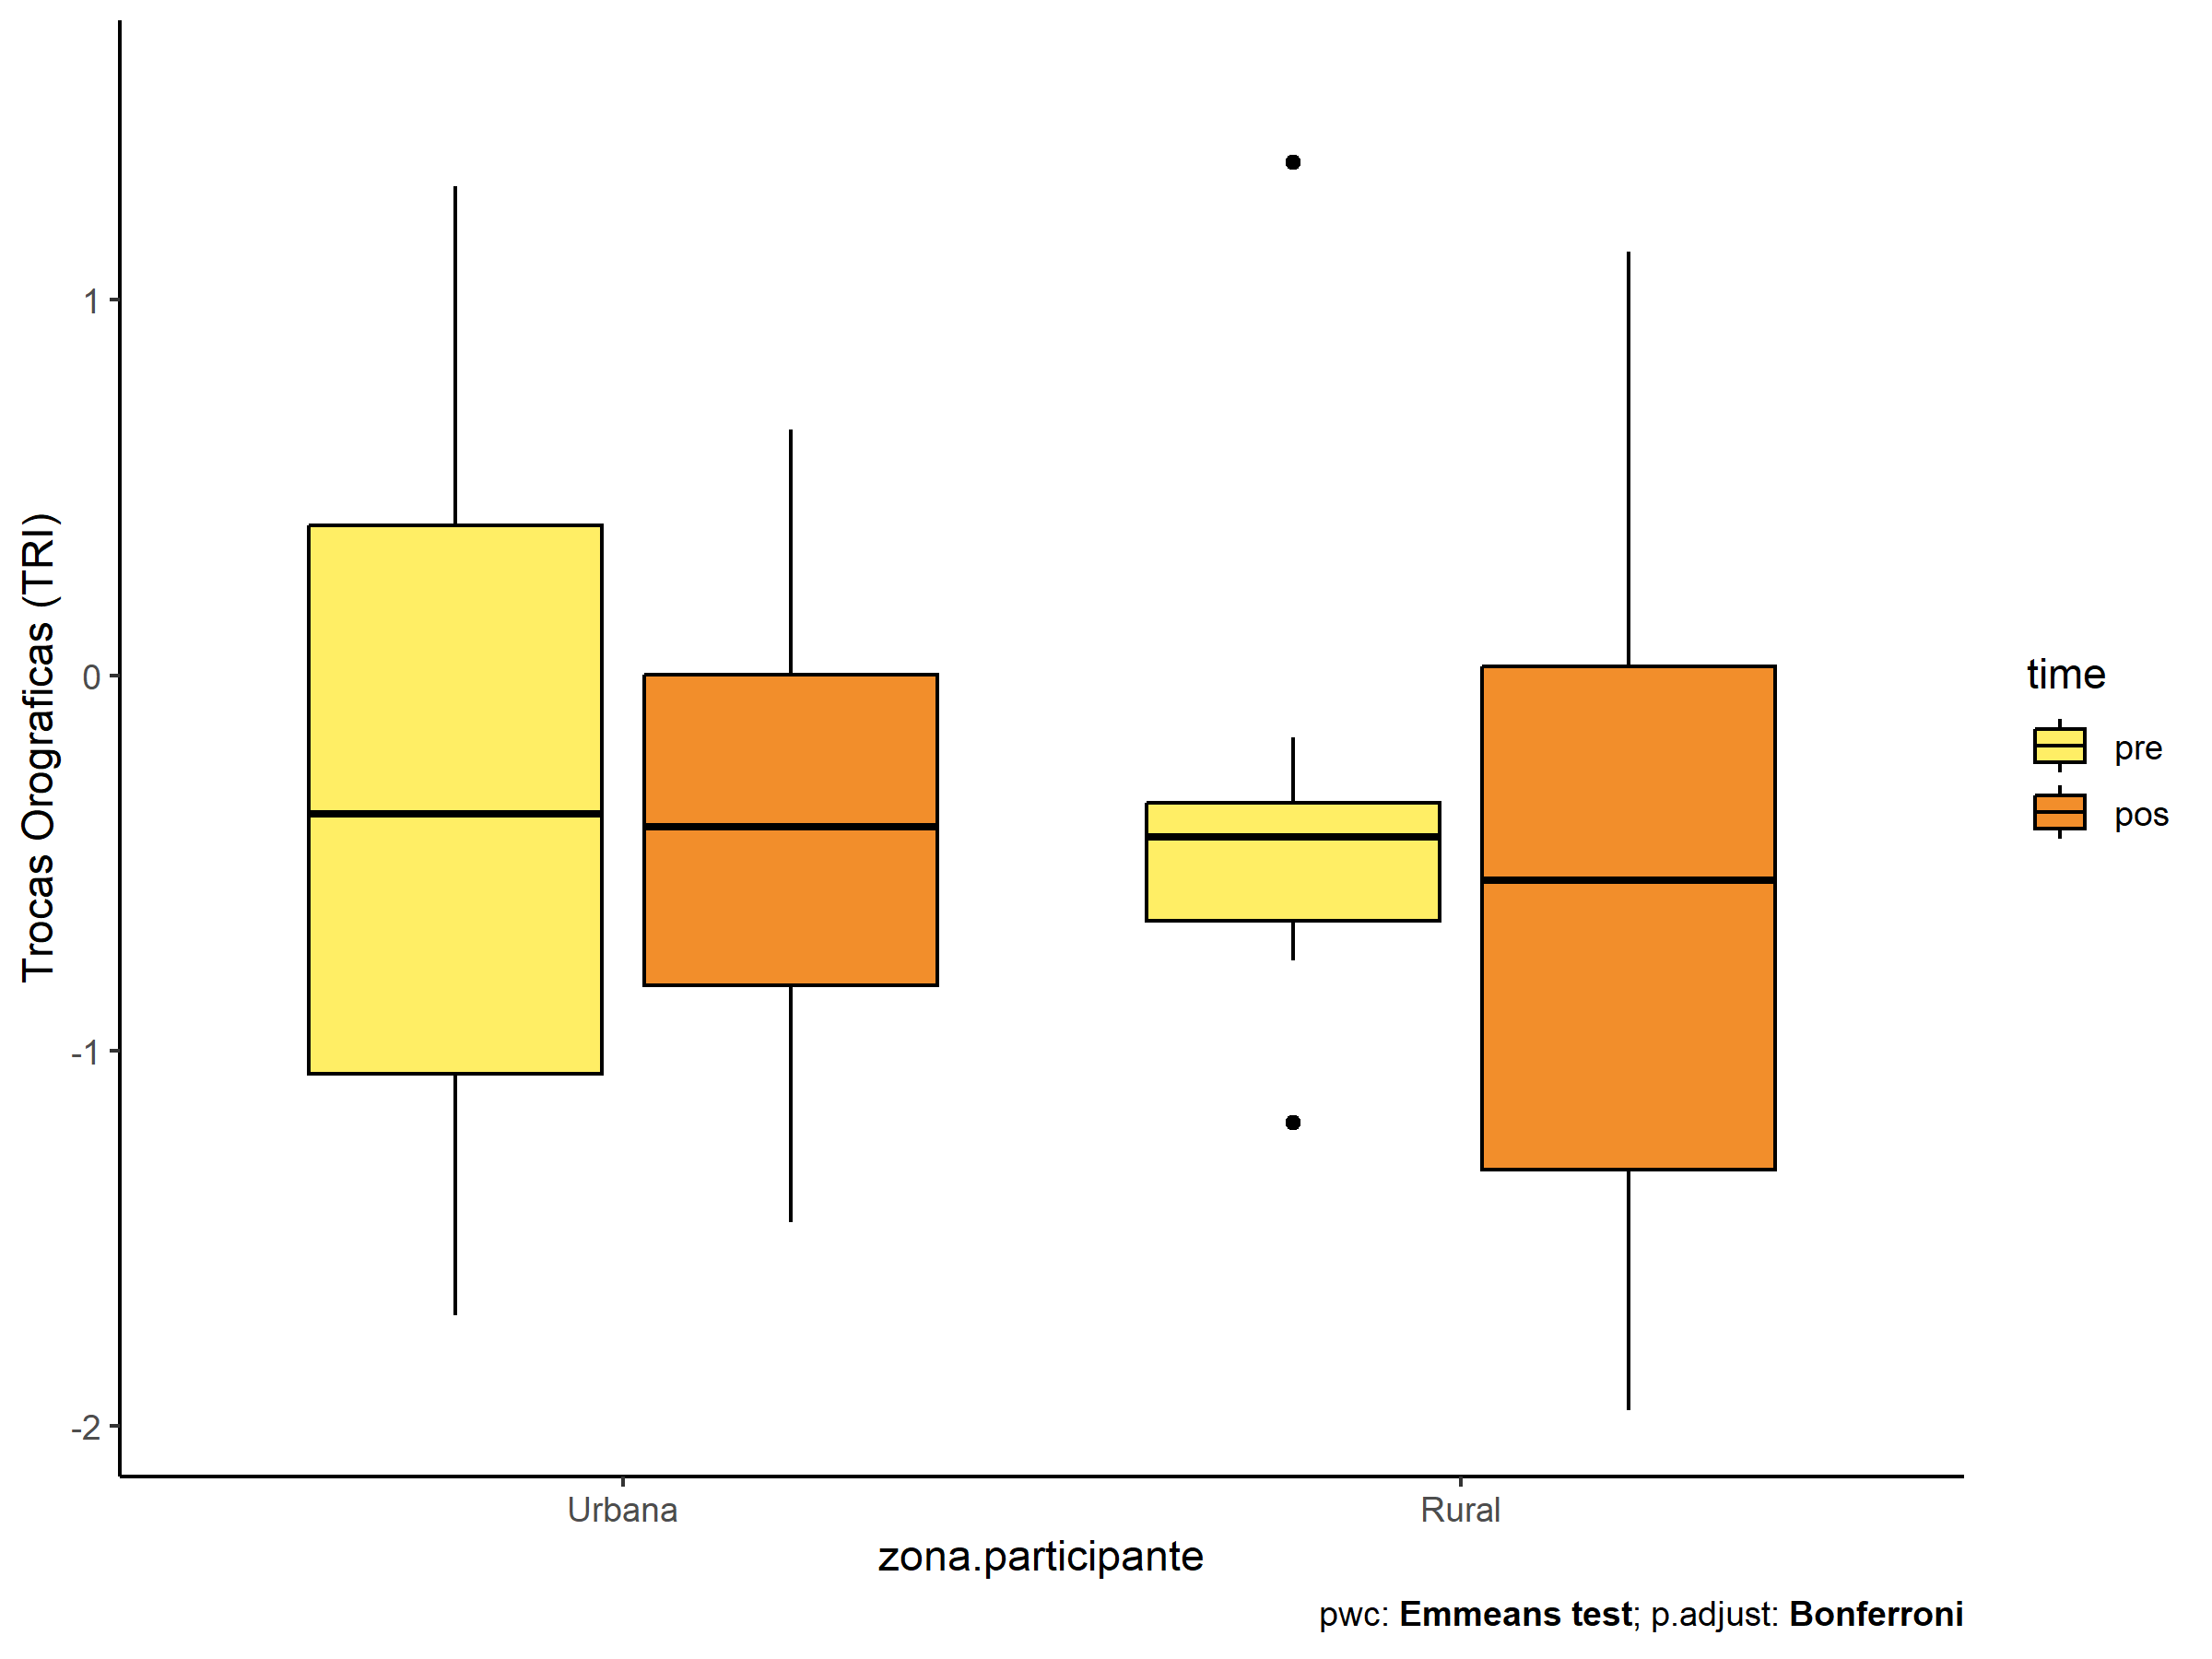 Trocas Orograficas (TRI)
1
0
-1
-2
Urbana
Rural
zona.participante
time
pre
pos
pwc: Emmeans test; p.adjust: Bonferroni